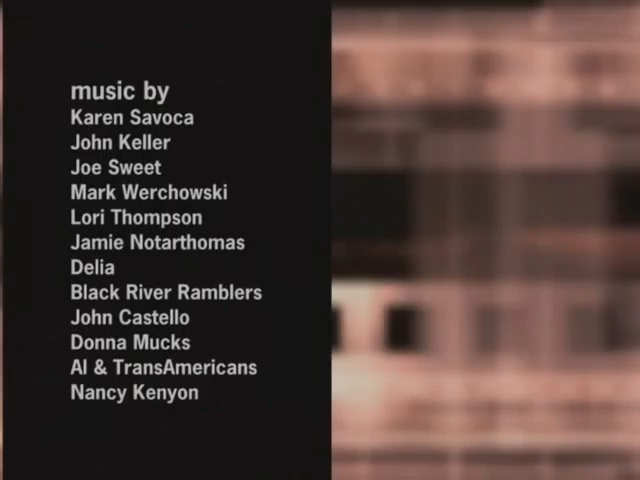 music by
Karen Savoca
John Keller
Joe Sweet
Mark Werchowski
Lori Thompson
Jamie Notarthomas
Delia
Black River Ramblers
John Castello
Donna Mucks
Al & TransAmericans
Nancy Kenyon